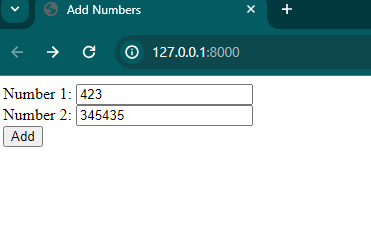 Add Numbers
127.0.0.1:8000
Number 1: 423
Number 2: 345435
Add